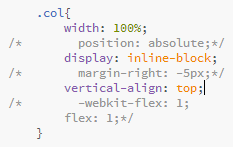 .col{
width: 100%;
/* position: absolute;*/
display: inline-block;
/* margin-right: -5px;*/
vertical-align: top;
/* -webkit-flex: 1;
flex: 1;*/
}